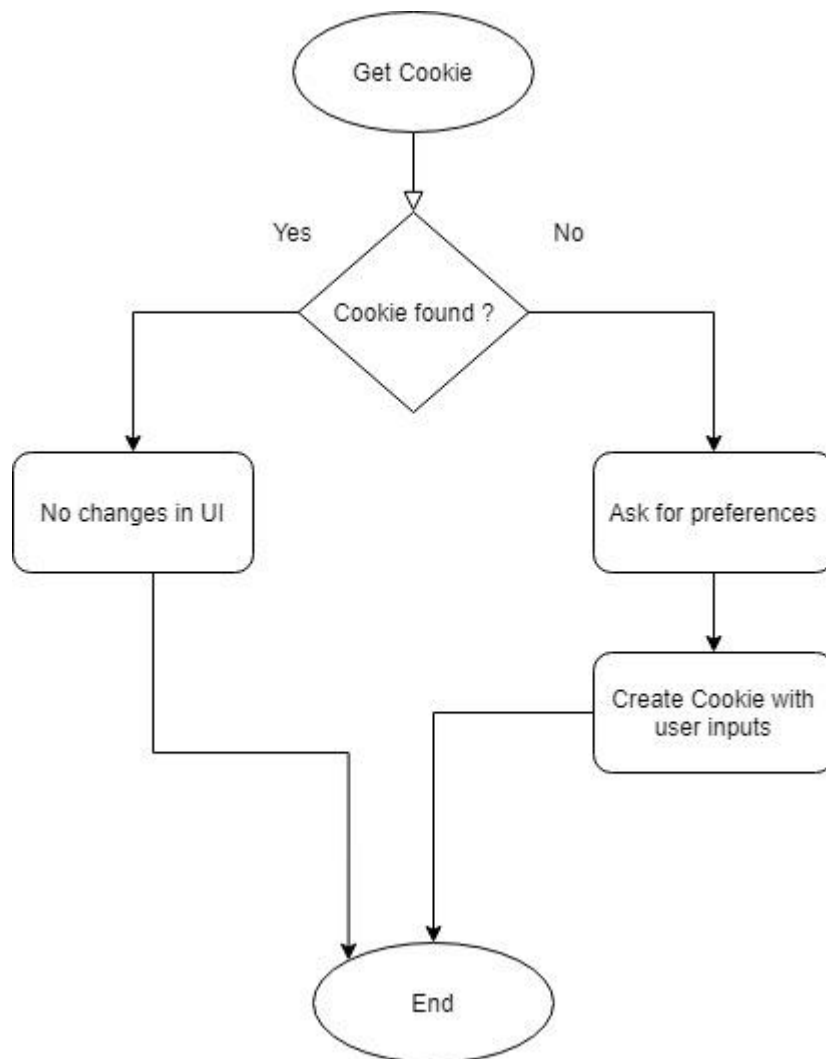 Get Cookie
Yes
No
Cookie found ?
No changes in UI
Ask for preferences
Create Cookie with
user inputs
End